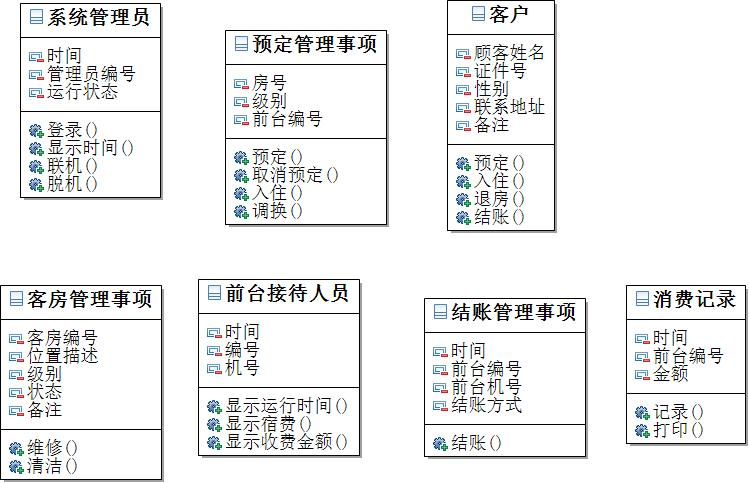 系统管理员
时间
管理员编号
运行状态
登录()
显示时间()
联机()
脱机()
预定管理事项
房号
级别
前台编号
预定()
取消预定()
入住()
调换()
客户
顾客姓名
证件号
性别
联系地址
备注
预定()
入住()
退房()
结账()
客房管理事项
客房编号
位置描述
级别
状态
备注
维修()
清洁()
前台接待人员
时间
编号
机号
显示运行时间()
显示宿费()
显示收费金额()
结账管理事项
时间
前台编号
前台机号
结账方式
结账()
消费记录
时间
前台编号
金额
记录()
打印()